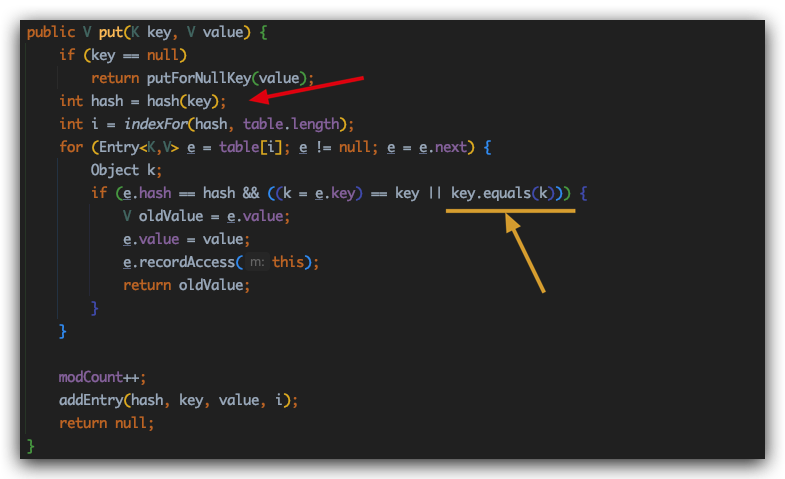 public V put(K key, V value) {
if (key == null)
return putForNullKey(value);
int hash = hash(key);
int i = indexFor(hash, table.length);
for (Entry<K,V> e = table[i]; e != null; e = e.next) {
Object k;
if (e.hash == hash && ((k = e.key) == key || key.equals(k))) {
V oldValue = e.value;
e.value = value;
e.recordAccess( m: this);
return oldValue;
}
}
modCount++;
addEntry(hash, key, value, i);
return null;
}